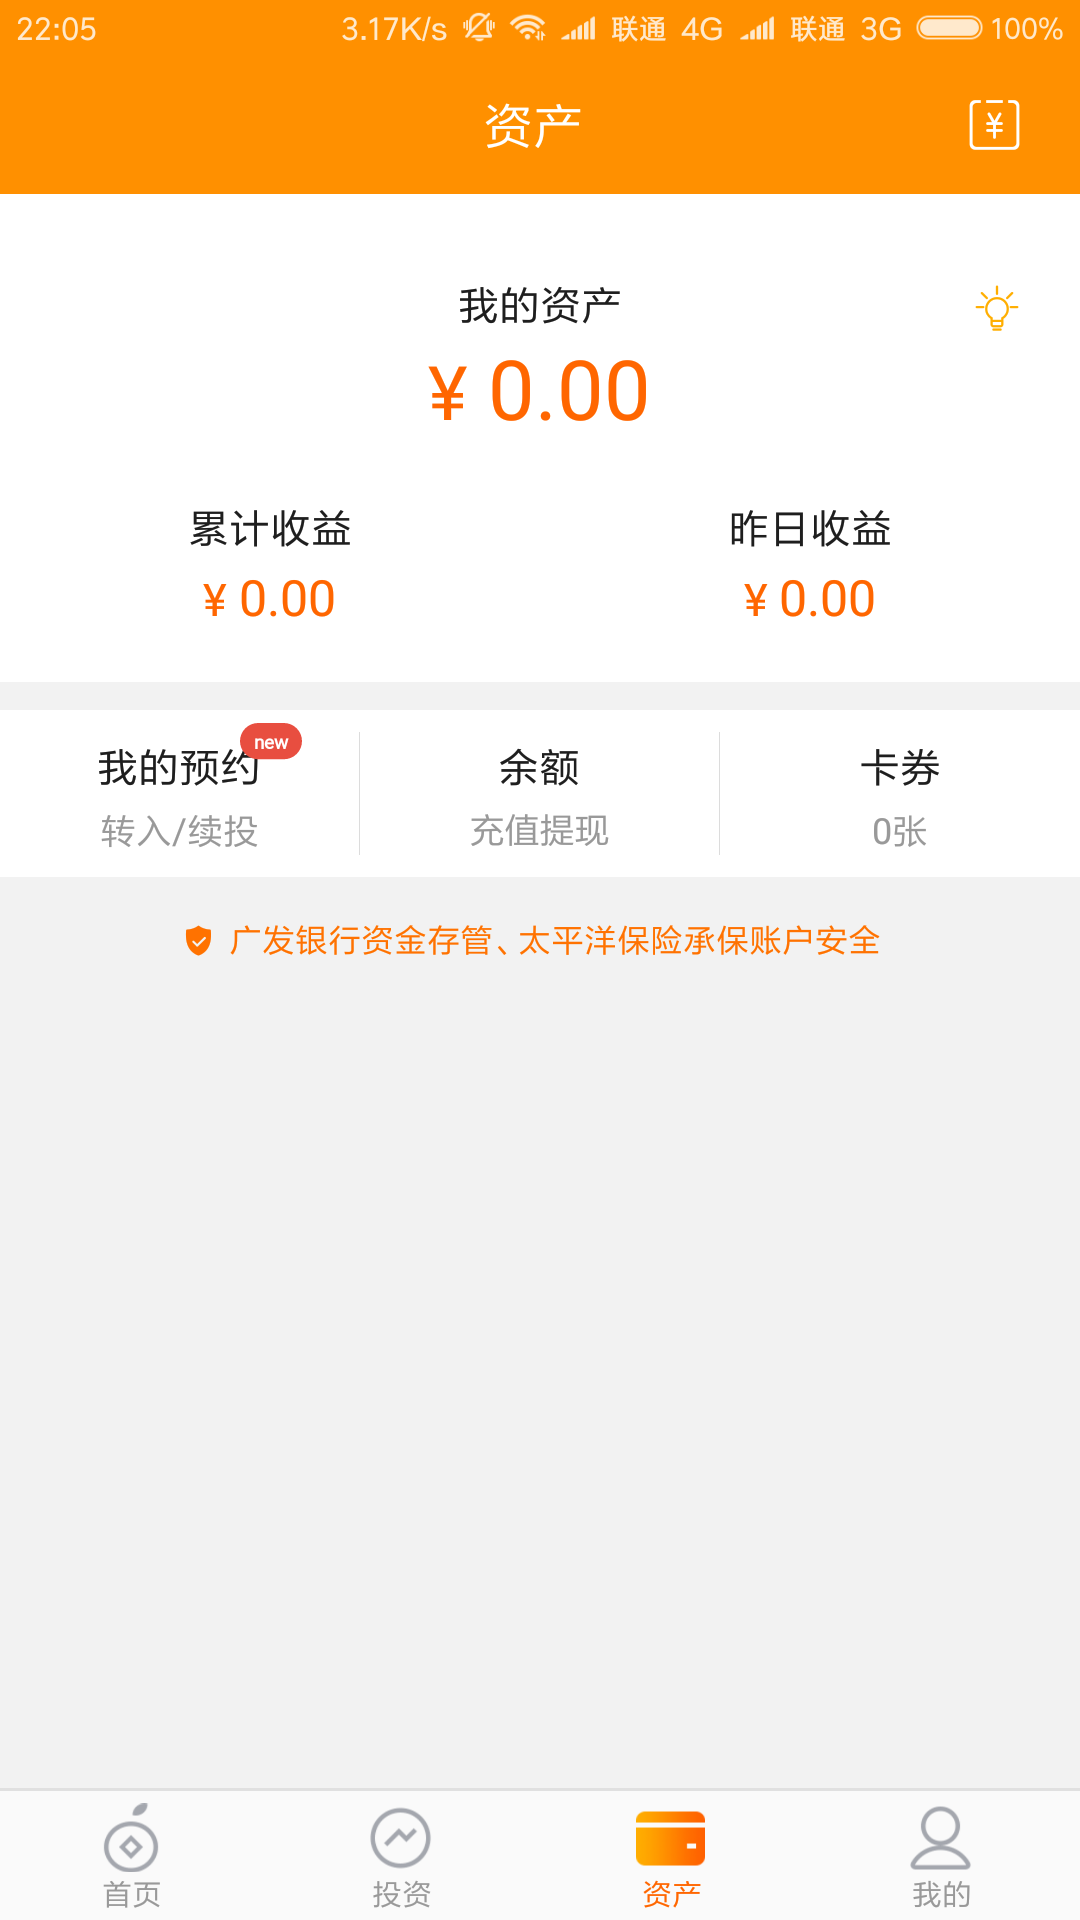 22:05 3.17K/s 联通 4G 联通 3G 100%
资产
¥
我的资产
¥ 0.00
累计收益 昨日收益
¥ 0.00 ¥ 0.00
new
我的预约 余额 卡券
转入/续投 充值提现 0张
广发银行资金存管、太平洋保险承保账户安全
首页 投资 资产 我的